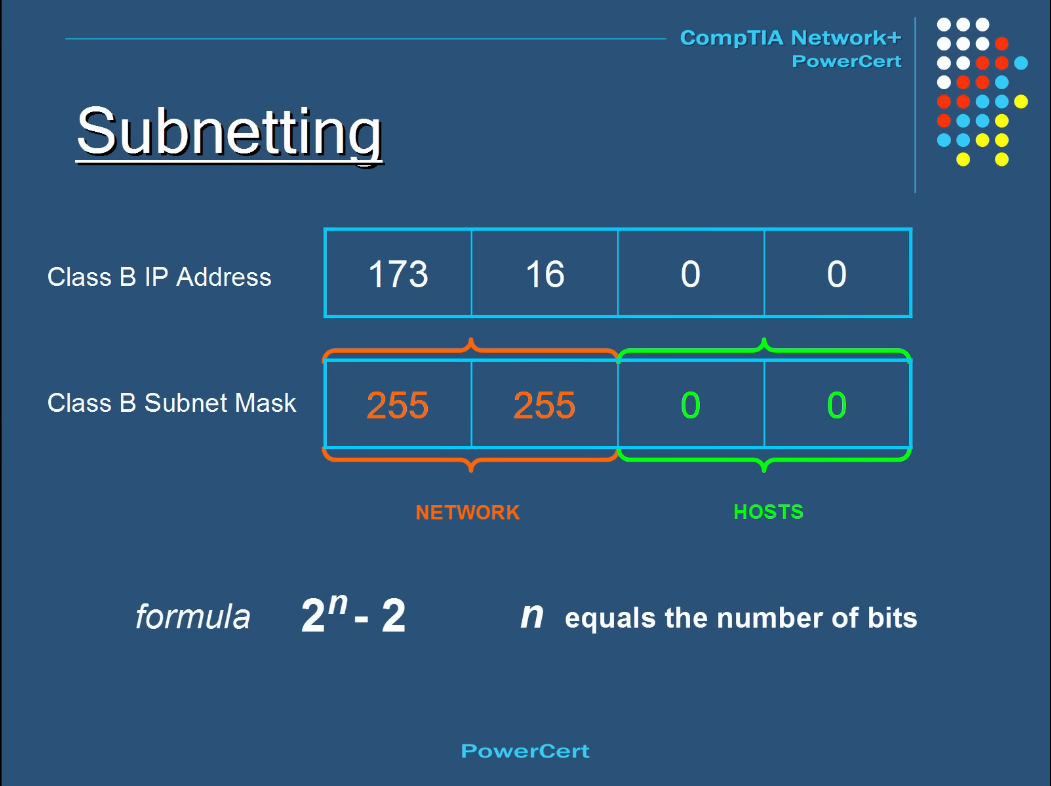 CompTIA Network+
PowerCert
Subnetting
Class B IP Address 173 16 0 0
Class B Subnet Mask 255 255 0 0
NETWORK HOSTS
formula 2ⁿ - 2 n equals the number of bits
PowerCert